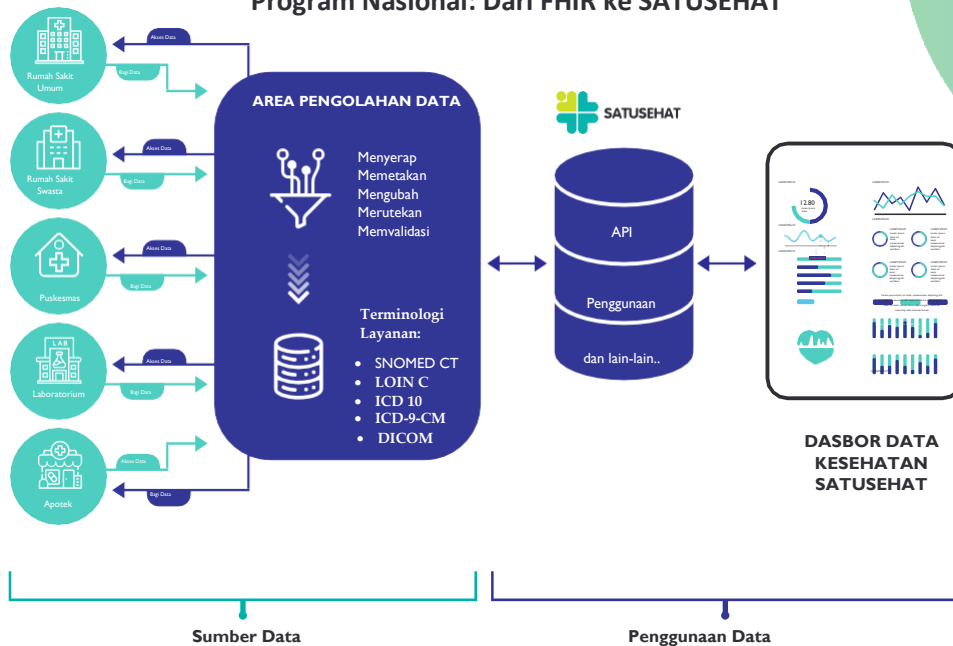 Program Nasional: Dari FHIR ke SATUSEHAT
Rumah Sakit
Umum
Akses Data
Bagi Data
Rumah Sakit
Swasta
Akses Data
Bagi Data
Puskesmas
Akses Data
Bagi Data
LAB
Laboratorium
Akses Data
Bagi Data
Apotek
Akses Data
Bagi Data
AREA PENGOLAHAN DATA
Menyerap
Memetakan
Mengubah
Merutekan
Memvalidasi
Terminologi
Layanan:
• SNOMED CT
• LOIN C
• ICD 10
• ICD-9-CM
• DICOM
SATUSEHAT
API
Penggunaan
dan lain-lain..
12.80
DASBOR DATA
KESEHATAN
SATUSEHAT
Sumber Data
Penggunaan Data